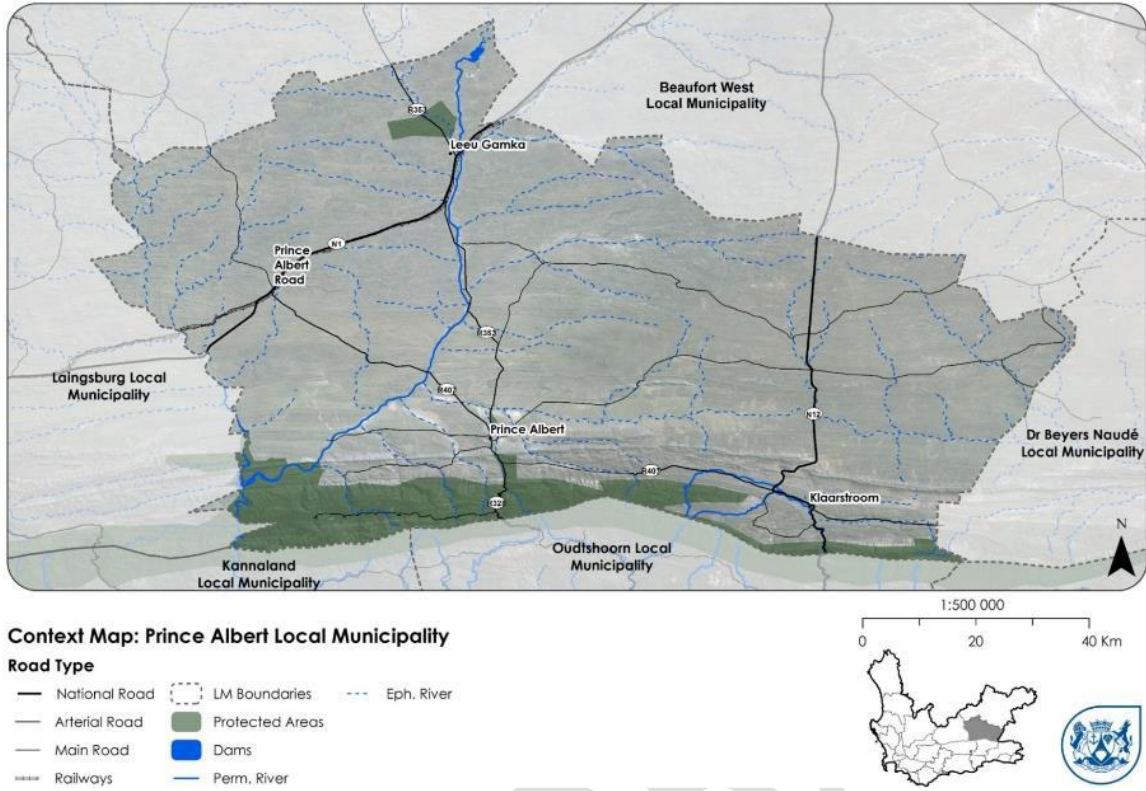 Beaufort West
Local Municipality
R353
Leeu Gamka
N1
Prince
Albert
Road
R353
Laingsburg Local
Municipality
R407
N12
Prince Albert
Dr Beyers Naudé
Local Municipality
R407
Klaarstroom
R328
N
Oudtshoorn Local
Municipality
Kannaland
Local Municipality
1:500 000
0 20 40 Km
Context Map: Prince Albert Local Municipality
Road Type
National Road LM Boundaries Eph. River
Arterial Road Protected Areas
Main Road Dams
Railways Perm. River